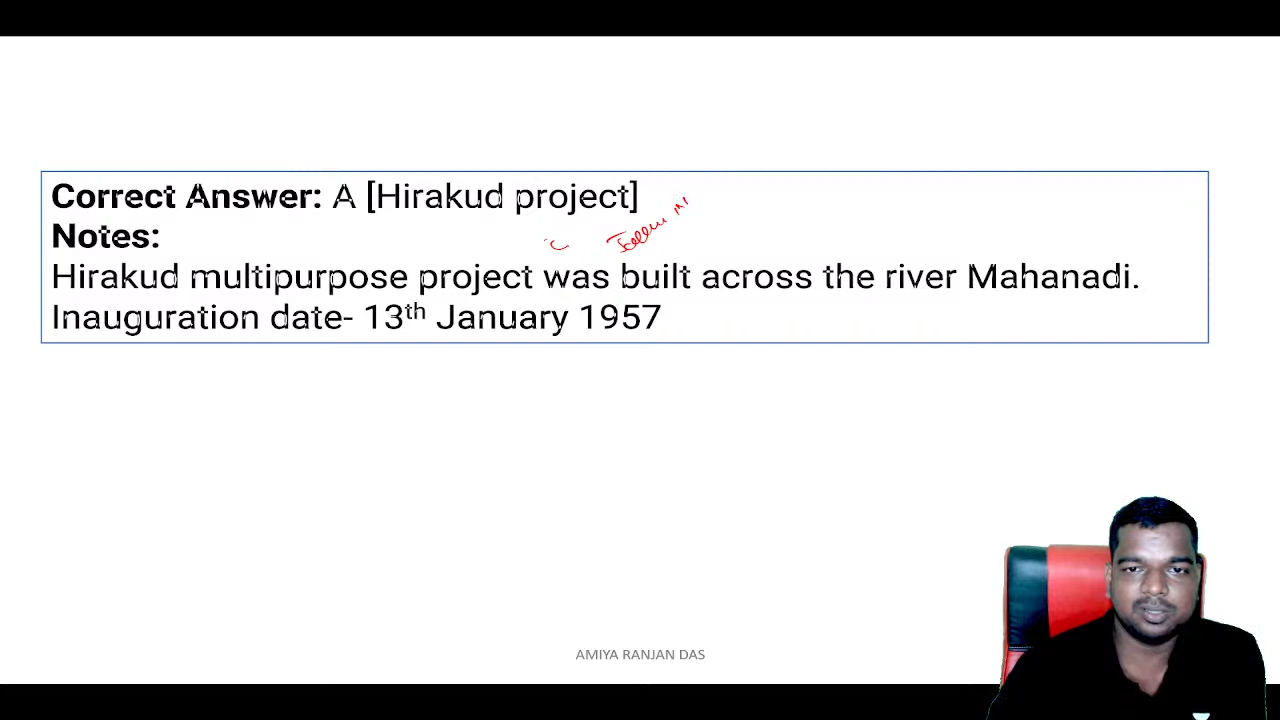 Correct Answer: A [Hirakud project]
Notes:
Hirakud multipurpose project was built across the river Mahanadi.
Inauguration date- 13th January 1957
AMIYA RANJAN DAS